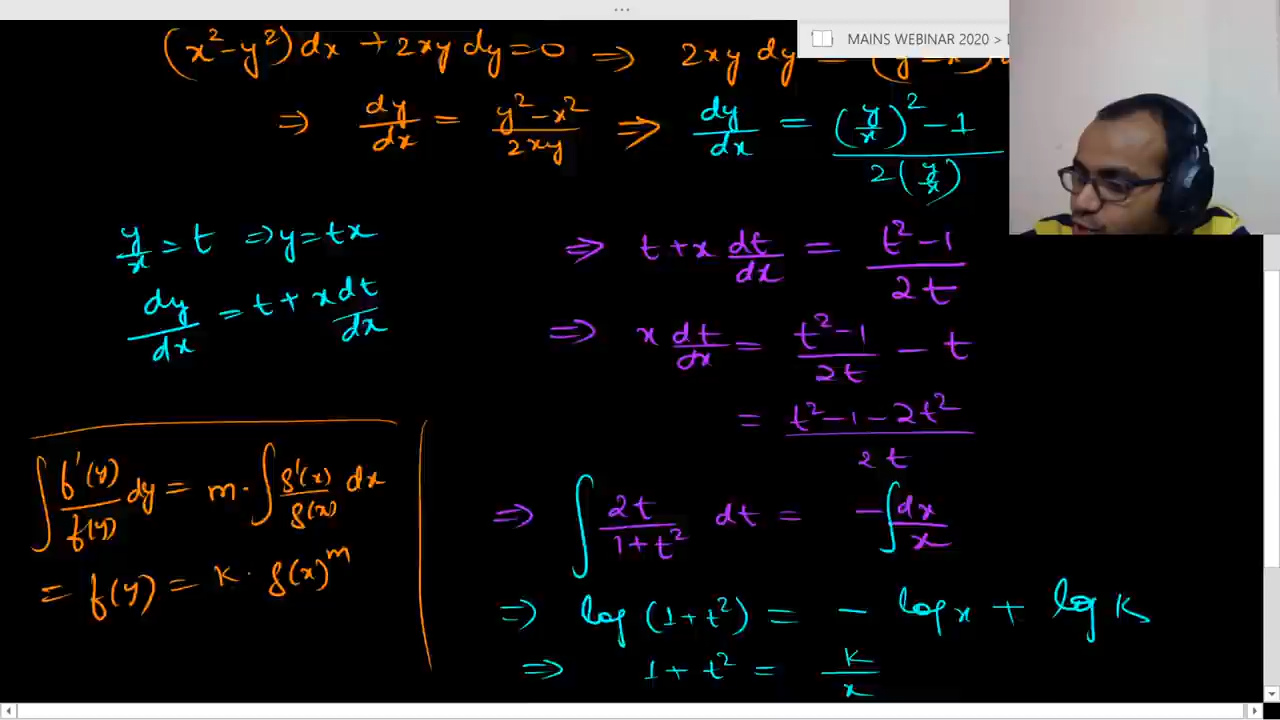 MAINS WEBINAR 2020 >
(x²-y²) dx + 2xy dy = 0 ⇒ 2xy dy =
⇒ dy/dx = (y²-x²)/(2xy) ⇒ dy/dx = ((y/x)² - 1)/(2(y/x))
y/x = t ⇒ y = tx
dy/dx = t + x dt/dx
⇒ t + x dt/dx = (t²-1)/(2t)
⇒ x dt/dx = (t²-1)/(2t) - t
= (t²-1-2t²)/(2t)
∫ f'(y)/f(y) dy = m · ∫ g'(x)/g(x) dx
= f(y) = k · g(x)^m
⇒ ∫ 2t/(1+t²) dt = -∫ dx/x
⇒ log (1+t²) = - log x + log k
⇒ 1+t² = k/x